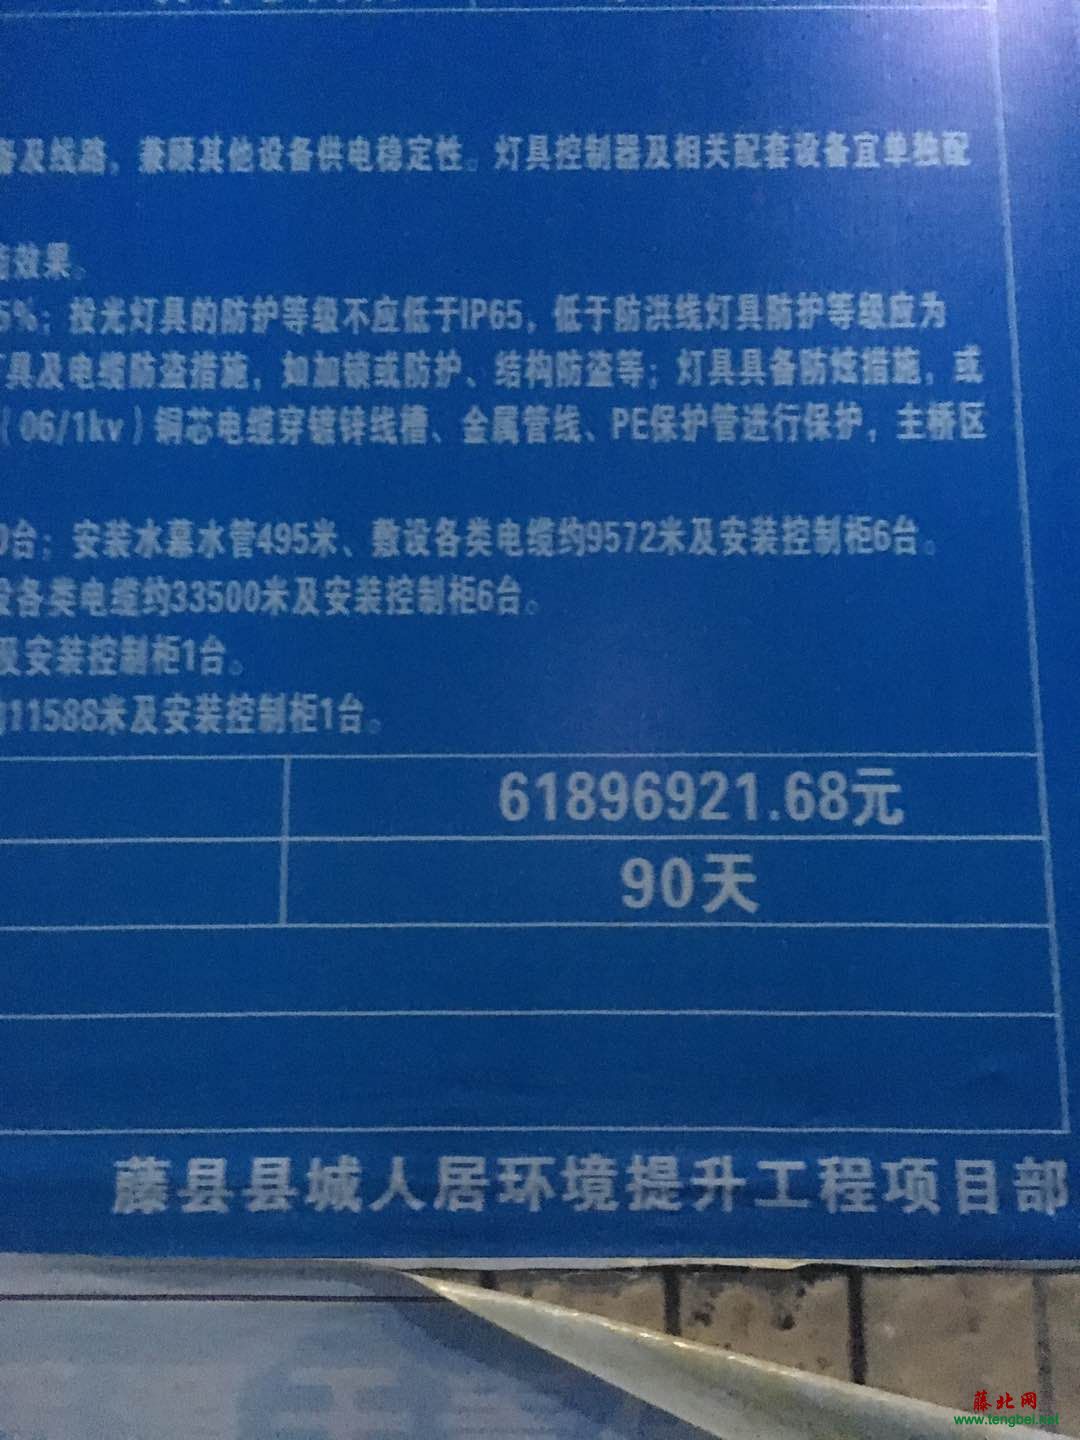 备及线路，兼顾其他设备供电稳定性。灯具控制器及相关配套设备宜单独配
效果。
5%；投光灯具的防护等级不应低于IP65，低于防洪线灯具防护等级应为
具及电缆防盗措施，如加锁或防护、结构防盗等；灯具具备防炫措施，或
（06/1kv）铜芯电缆穿镀锌线槽、金属管线、PE保护管进行保护，主桥区
0台；安装水幕水管495米、敷设各类电缆约9572米及安装控制柜6台。
设各类电缆约33500米及安装控制柜6台。
及安装控制柜1台。
约11588米及安装控制柜1台。
61896921.68元
90天
藤县县城人居环境提升工程项目部
藤北网
www.tengbei.net